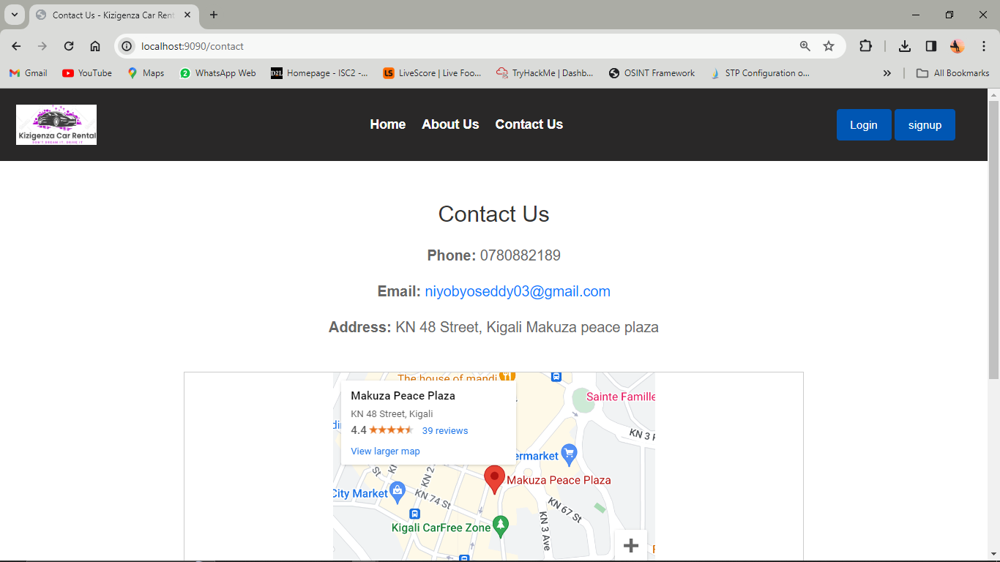 Contact Us - Kizigenza Car Rent
localhost:9090/contact
Gmail YouTube Maps WhatsApp Web Homepage - ISC2 -... LiveScore | Live Foo... TryHackMe | Dashb... OSINT Framework STP Configuration o... All Bookmarks
Kizigenza Car Rental
DON'T DREAM IT. DRIVE IT
Home About Us Contact Us
Login signup
Contact Us
Phone: 0780882189
Email: niyobyoseddy03@gmail.com
Address: KN 48 Street, Kigali Makuza peace plaza
The house of mandi
Makuza Peace Plaza
KN 48 Street, Kigali
4.4 39 reviews
View larger map
Sainte Famille
KN 3
ermarket
Makuza Peace Plaza
City Market
KN 2
St
KN 74 St
KN 67 St
KN 3 Ave
Kigali CarFree Zone